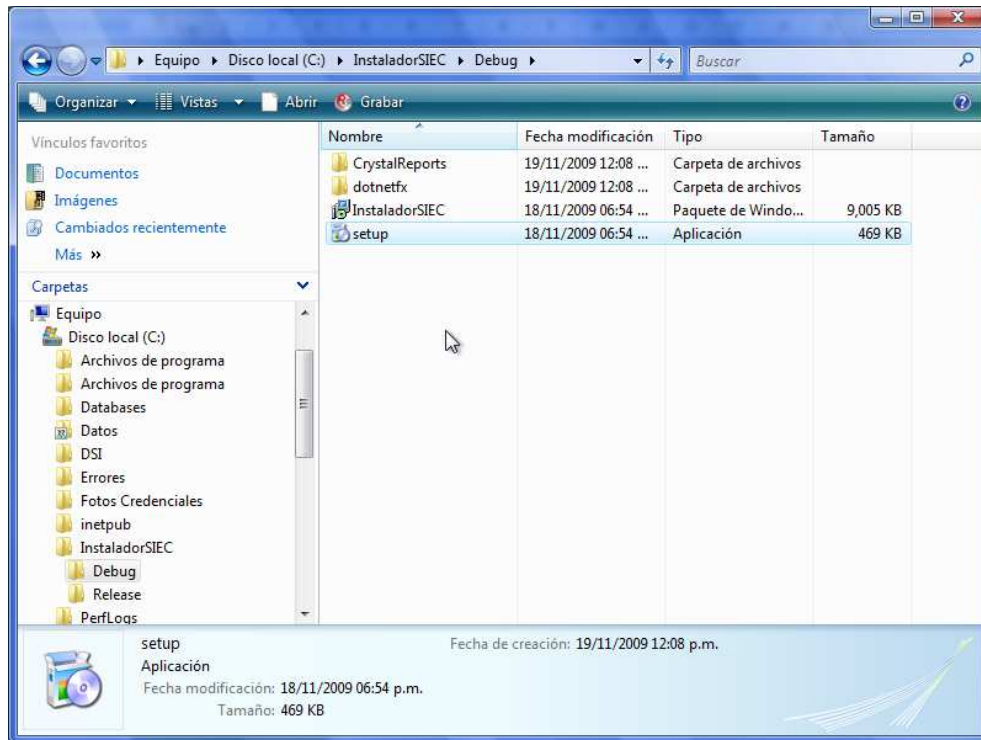 Equipo ▸ Disco local (C:) ▸ InstaladorSIEC ▸ Debug ▸ Buscar
Organizar Vistas Abrir Grabar
Vínculos favoritos
Documentos
Imágenes
Cambiados recientemente
Más »
Carpetas
Equipo
Disco local (C:)
Archivos de programa
Archivos de programa
Databases
Datos
DSI
Errores
Fotos Credenciales
inetpub
InstaladorSIEC
Debug
Release
PerfLogs
Nombre Fecha modificación Tipo Tamaño
CrystalReports 19/11/2009 12:08 ... Carpeta de archivos
dotnetfx 19/11/2009 12:08 ... Carpeta de archivos
InstaladorSIEC 18/11/2009 06:54 ... Paquete de Windo... 9,005 KB
setup 18/11/2009 06:54 ... Aplicación 469 KB
setup Fecha de creación: 19/11/2009 12:08 p.m.
Aplicación
Fecha modificación: 18/11/2009 06:54 p.m.
Tamaño: 469 KB